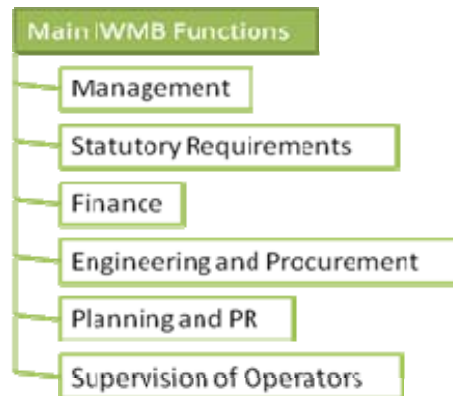 Main IWMB Functions
Management
Statutory Requirements
Finance
Engineering and Procurement
Planning and PR
Supervision of Operators